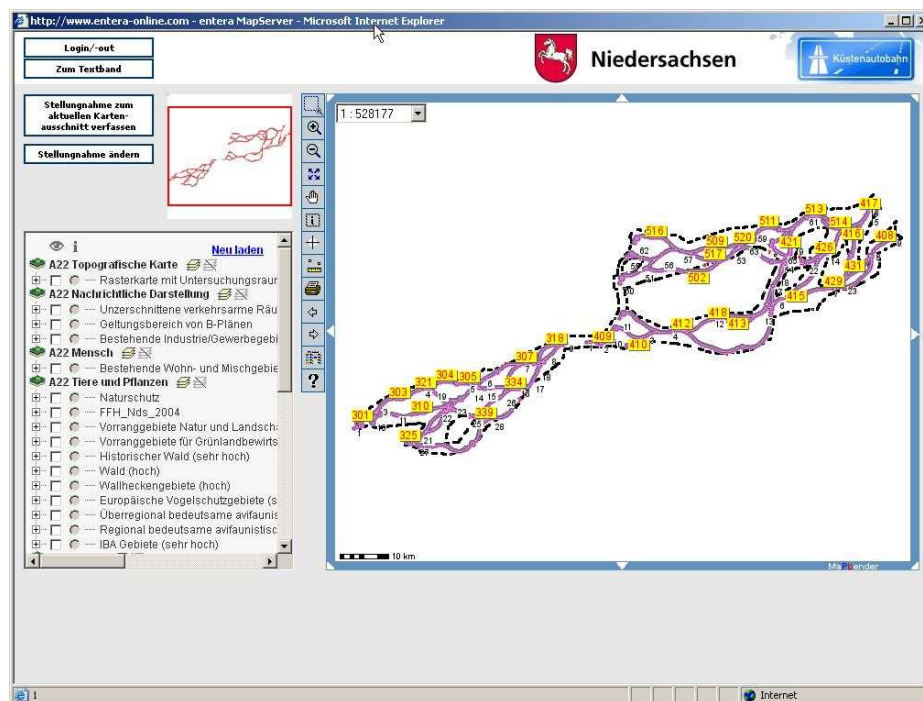 http://www.entera-online.com - entera MapServer - Microsoft Internet Explorer
Login/-out
Zum Textband
Niedersachsen
Küstenautobahn
Stellungnahme zum
aktuellen Karten-
ausschnitt verfassen
Stellungnahme ändern
1 : 528177
Neu laden
A22 Topografische Karte
Rasterkarte mit Untersuchungsraur
A22 Nachrichtliche Darstellung
Unzerschnittene verkehrsarme Räu
Geltungsbereich von B-Plänen
Bestehende Industrie/Gewerbegebi
A22 Mensch
Bestehende Wohn- und Mischgebie
A22 Tiere und Pflanzen
Naturschutz
FFH_Nds_2004
Vorranggebiete Natur und Landsch
Vorranggebiete für Grünlandbewirts
Historischer Wald (sehr hoch)
Wald (hoch)
Wallheckengebiete (hoch)
Europäische Vogelschutzgebiete (s
Überregional bedeutsame avifaunis
Regional bedeutsame avifaunistisc
IBA Gebiete (sehr hoch)
417
513
511
514
516
416
408
509
520
421
426
517
431
502
429
415
418
412
413
409
410
318
307
304
305
321
334
303
310
301
339
325
10 km
MaPbender
1
Internet